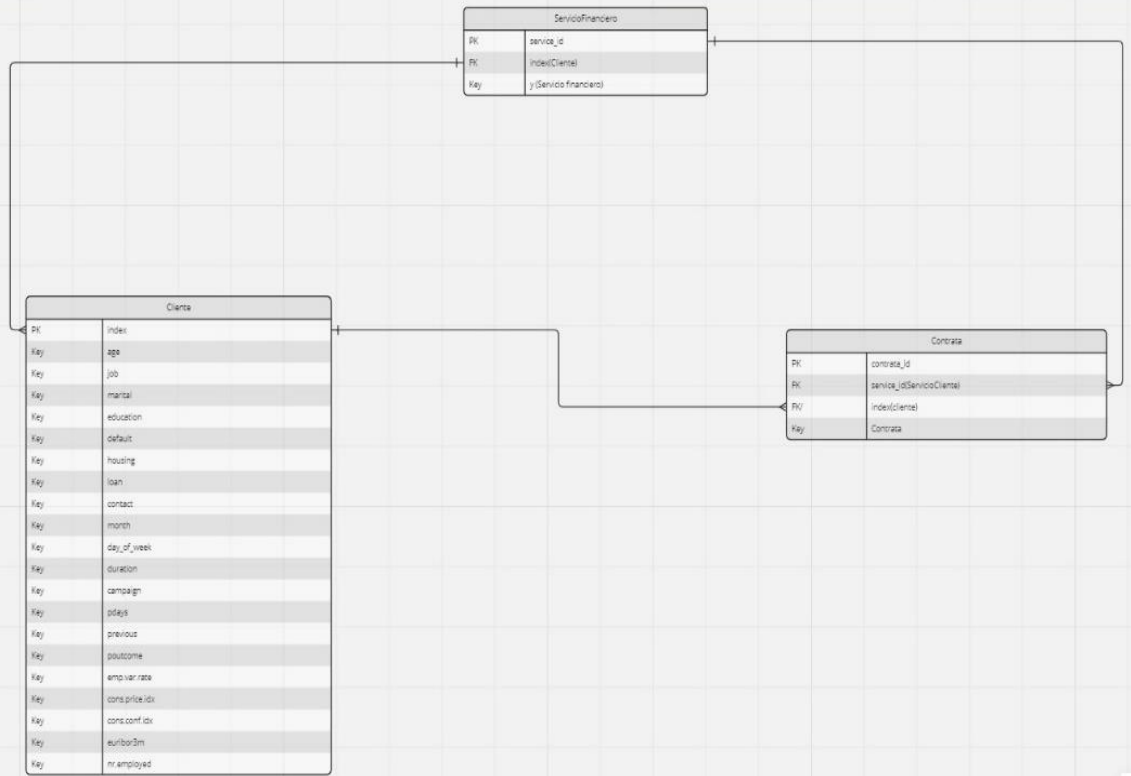 ServicioFinanciero
PK service_id
FK index(Cliente)
Key y (Servicio financiero)
Cliente
PK index
Key age
Key job
Key marital
Key education
Key default
Key housing
Key loan
Key contact
Key month
Key day_of_week
Key duration
Key campaign
Key pdays
Key previous
Key poutcome
Key emp.var.rate
Key cons.price.idx
Key cons.conf.idx
Key euribor3m
Key nr.employed
Contrata
PK contrata_id
FK service_id(ServicioCliente)
FK/ index(cliente)
Key Contrata